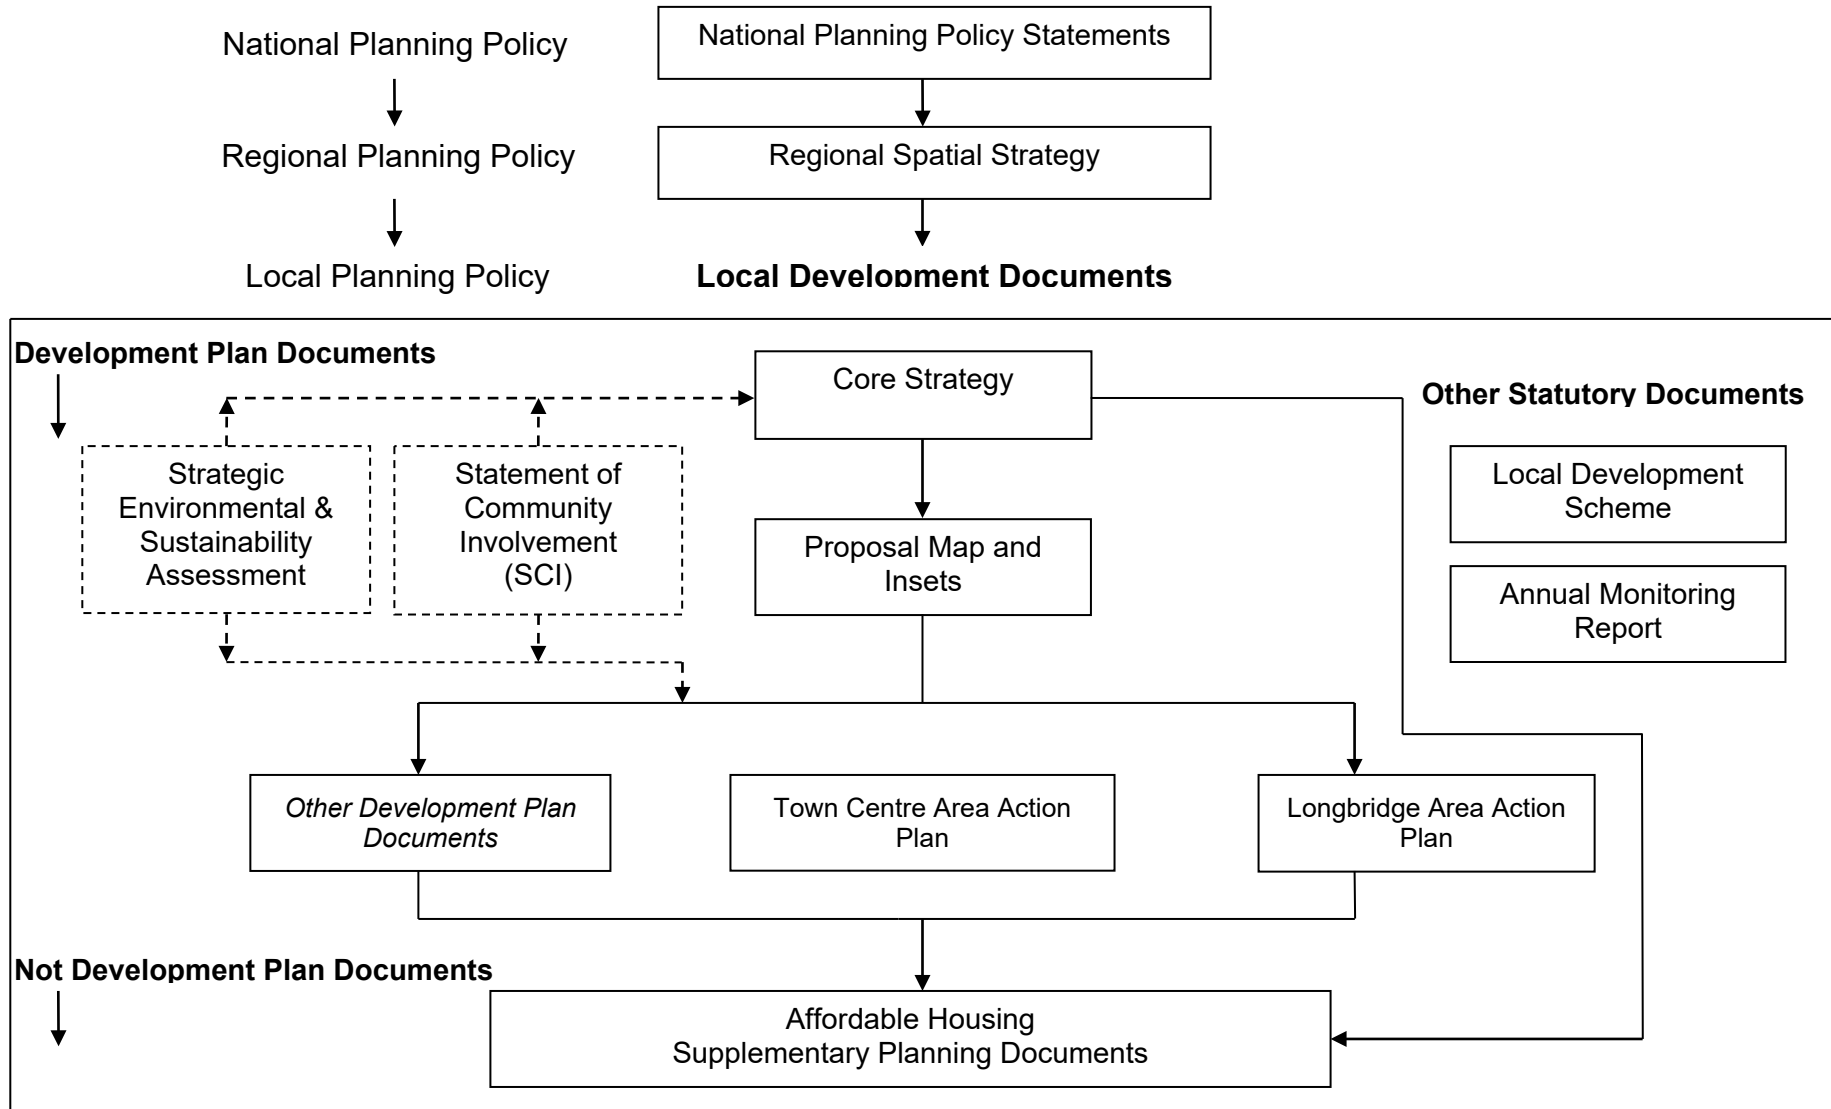 National Planning Policy
National Planning Policy Statements
Regional Planning Policy
Regional Spatial Strategy
Local Planning Policy
Local Development Documents
Development Plan Documents
Core Strategy
Other Statutory Documents
Strategic
Environmental &
Sustainability
Assessment
Statement of
Community
Involvement
(SCI)
Local Development
Scheme
Proposal Map and
Insets
Annual Monitoring
Report
Other Development Plan
Documents
Town Centre Area Action
Plan
Longbridge Area Action
Plan
Not Development Plan Documents
Affordable Housing
Supplementary Planning Documents